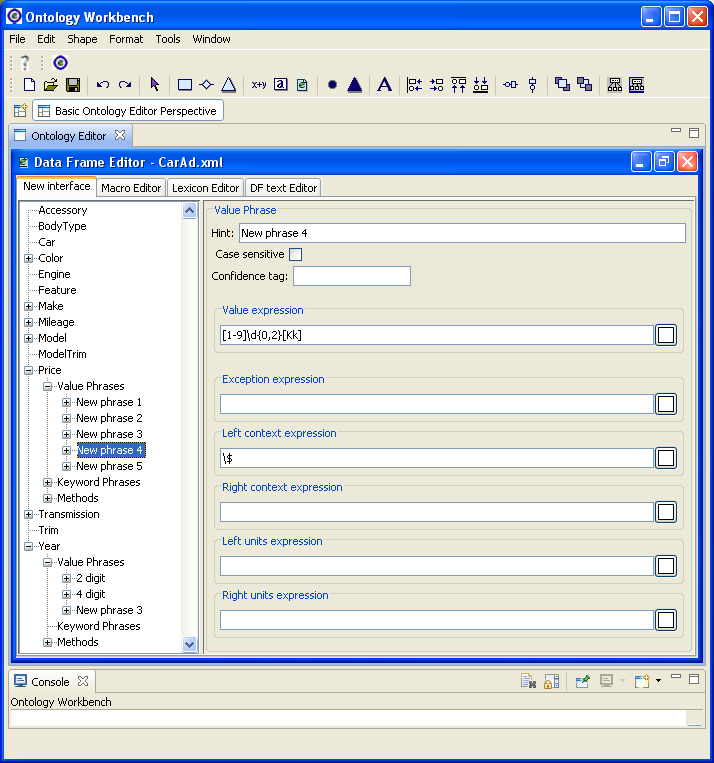 Ontology Workbench
File Edit Shape Format Tools Window
?
x+y a A
Basic Ontology Editor Perspective
Ontology Editor
Data Frame Editor - CarAd.xml
New interface Macro Editor Lexicon Editor DF text Editor
Accessory
BodyType
Car
Color
Engine
Feature
Make
Mileage
Model
ModelTrim
Price
Value Phrases
New phrase 1
New phrase 2
New phrase 3
New phrase 4
New phrase 5
Keyword Phrases
Methods
Transmission
Trim
Year
Value Phrases
2 digit
4 digit
New phrase 3
Keyword Phrases
Methods
Value Phrase
Hint: New phrase 4
Case sensitive
Confidence tag:
Value expression
[1-9]\d{0,2}[Kk]
Exception expression
Left context expression
\$
Right context expression
Left units expression
Right units expression
Console
Ontology Workbench